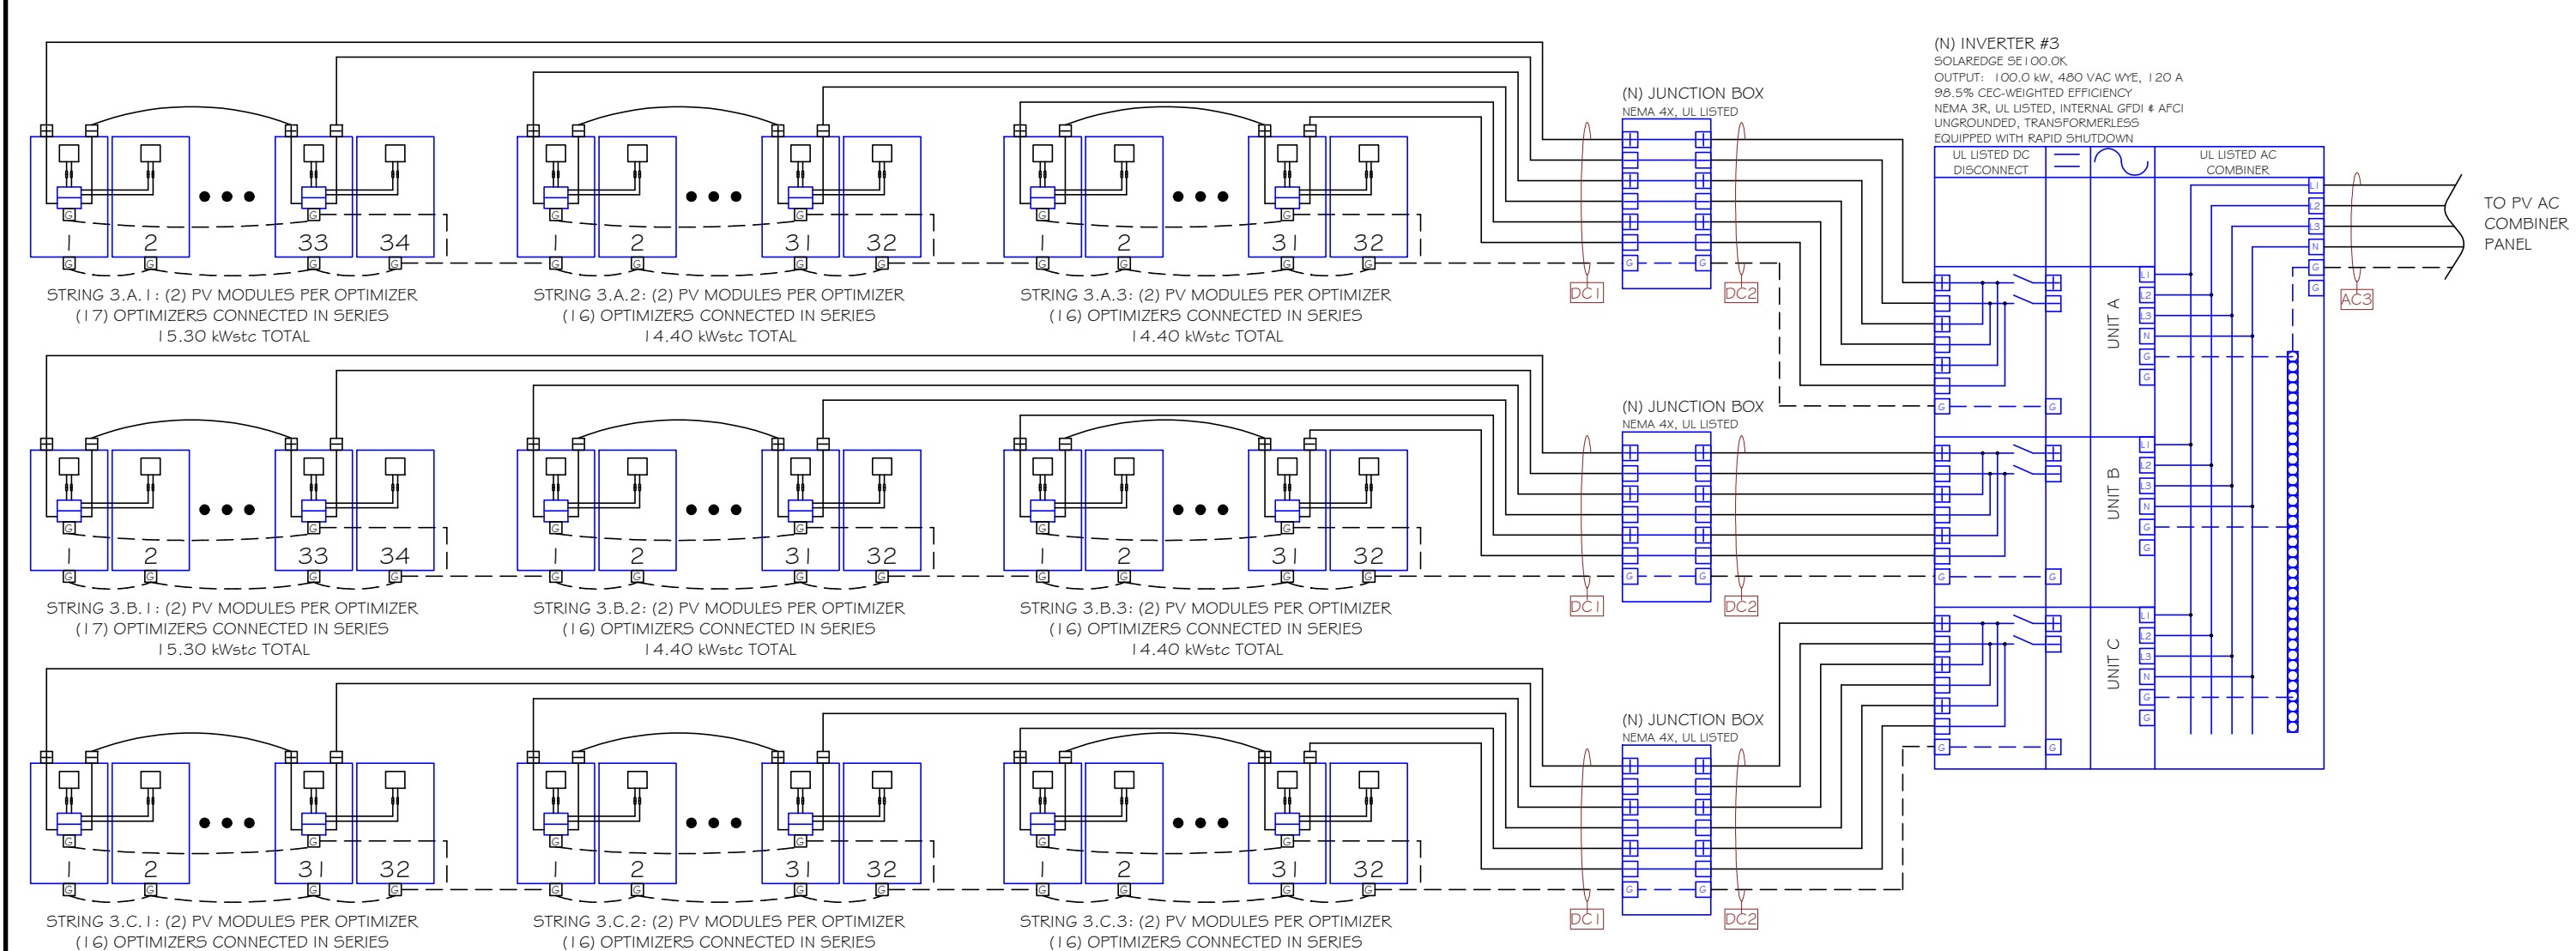 (N) INVERTER #3
SOLAREDGE SE100.0K
OUTPUT: 100.0 kW, 480 VAC WYE, 120 A
98.5% CEC-WEIGHTED EFFICIENCY
NEMA 3R, UL LISTED, INTERNAL GFDI & AFCI
UNGROUNDED, TRANSFORMERLESS
EQUIPPED WITH RAPID SHUTDOWN
UL LISTED DC
DISCONNECT
UL LISTED AC
COMBINER
L1
L2
L3
N
G
G
AC3
TO PV AC
COMBINER
PANEL
(N) JUNCTION BOX
NEMA 4X, UL LISTED
G G
DC1
DC2
1 2 33 34
G G G G G G
STRING 3.A.1: (2) PV MODULES PER OPTIMIZER
(17) OPTIMIZERS CONNECTED IN SERIES
15.30 kWstc TOTAL
1 2 31 32
G G G G G G
STRING 3.A.2: (2) PV MODULES PER OPTIMIZER
(16) OPTIMIZERS CONNECTED IN SERIES
14.40 kWstc TOTAL
1 2 31 32
G G G G G G
STRING 3.A.3: (2) PV MODULES PER OPTIMIZER
(16) OPTIMIZERS CONNECTED IN SERIES
14.40 kWstc TOTAL
UNIT A
L1
L2
L3
N
G
G
G G
(N) JUNCTION BOX
NEMA 4X, UL LISTED
G G
DC1
DC2
1 2 33 34
G G G G G G
STRING 3.B.1: (2) PV MODULES PER OPTIMIZER
(17) OPTIMIZERS CONNECTED IN SERIES
15.30 kWstc TOTAL
1 2 31 32
G G G G G G
STRING 3.B.2: (2) PV MODULES PER OPTIMIZER
(16) OPTIMIZERS CONNECTED IN SERIES
14.40 kWstc TOTAL
1 2 31 32
G G G G G G
STRING 3.B.3: (2) PV MODULES PER OPTIMIZER
(16) OPTIMIZERS CONNECTED IN SERIES
14.40 kWstc TOTAL
UNIT B
L1
L2
L3
N
G
G
G G
(N) JUNCTION BOX
NEMA 4X, UL LISTED
G G
DC1
DC2
1 2 31 32
G G G G G G
STRING 3.C.1: (2) PV MODULES PER OPTIMIZER
(16) OPTIMIZERS CONNECTED IN SERIES
1 2 31 32
G G G G G G
STRING 3.C.2: (2) PV MODULES PER OPTIMIZER
(16) OPTIMIZERS CONNECTED IN SERIES
1 2 31 32
G G G G G G
STRING 3.C.3: (2) PV MODULES PER OPTIMIZER
(16) OPTIMIZERS CONNECTED IN SERIES
UNIT C
L1
L2
L3
N
G
G
G G